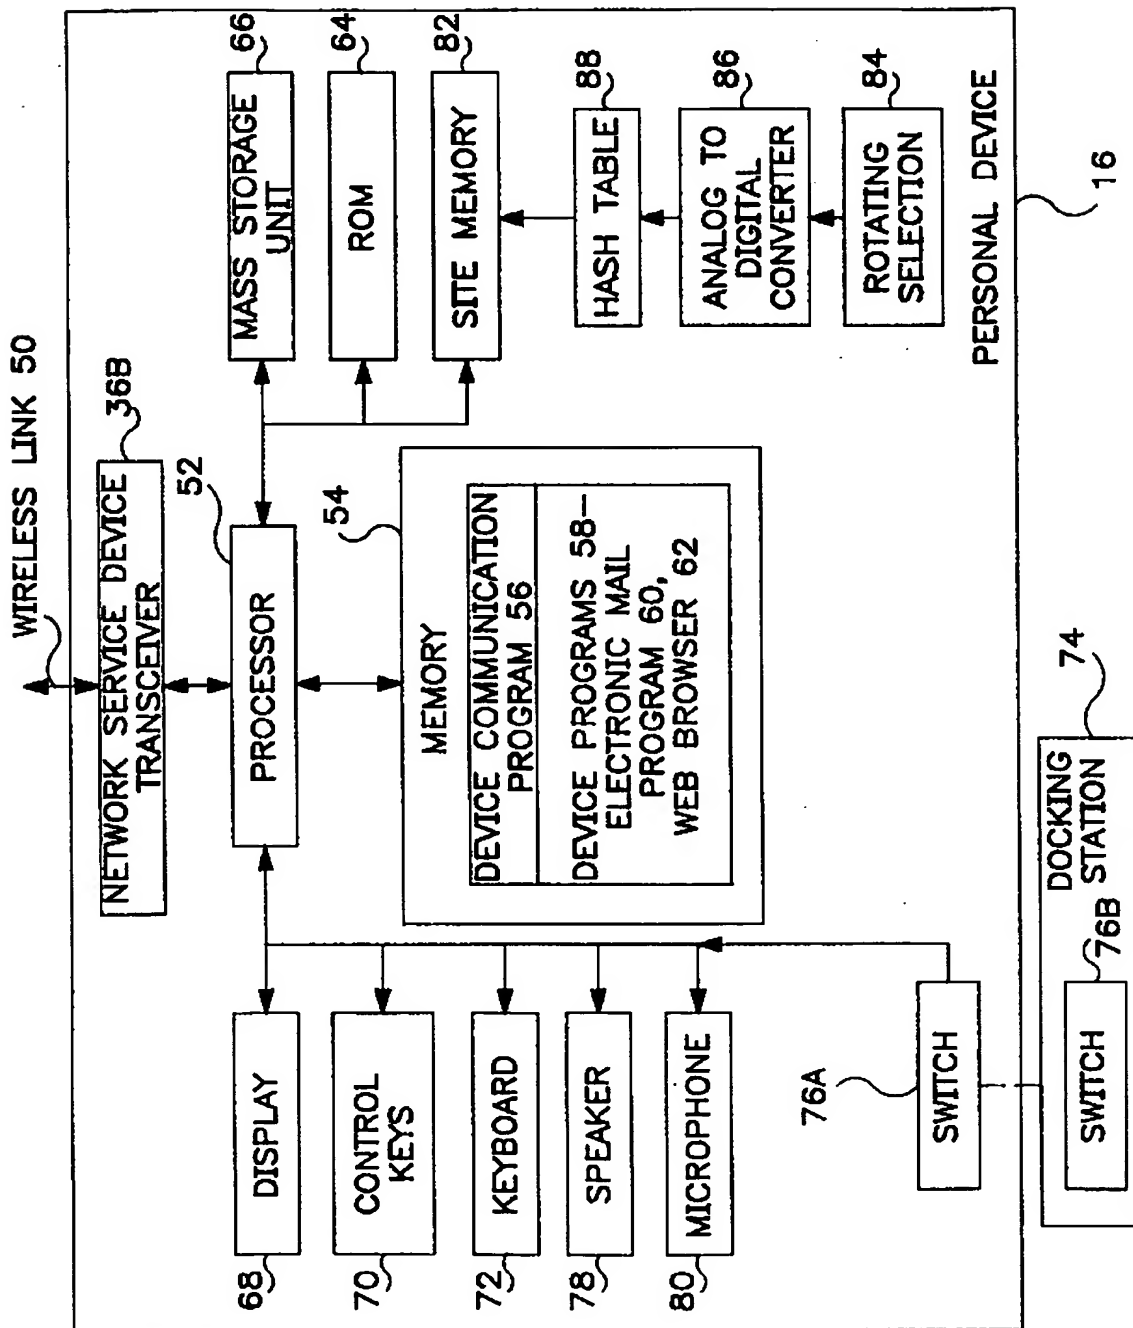 WIRELESS LINK 50
NETWORK SERVICE DEVICE
TRANSCEIVER
36B
PROCESSOR
52
MEMORY
54
DEVICE COMMUNICATION
PROGRAM 56
DEVICE PROGRAMS 58—
ELECTRONIC MAIL
PROGRAM 60,
WEB BROWSER 62
MASS STORAGE
UNIT
66
ROM
64
SITE MEMORY
82
HASH TABLE
88
ANALOG TO
DIGITAL
CONVERTER
86
ROTATING
SELECTION
84
PERSONAL DEVICE
16
DISPLAY
68
CONTROL
KEYS
70
KEYBOARD
72
SPEAKER
78
MICROPHONE
80
SWITCH
76A
DOCKING
STATION
74
76B
SWITCH